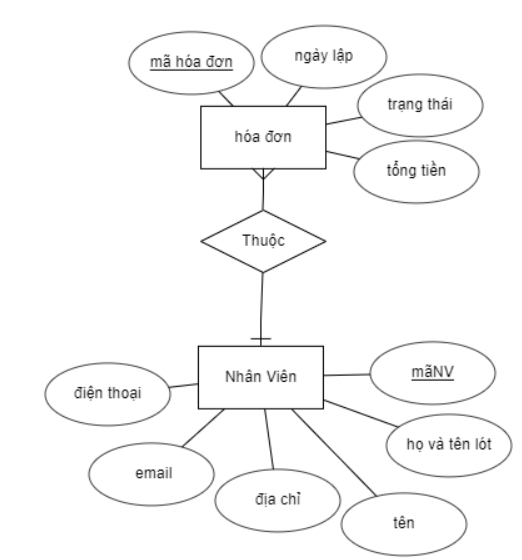 mã hóa đơn
ngày lập
trạng thái
hóa đơn
tổng tiền
Thuộc
Nhân Viên
mãNV
điện thoại
họ và tên lót
email
địa chỉ
tên